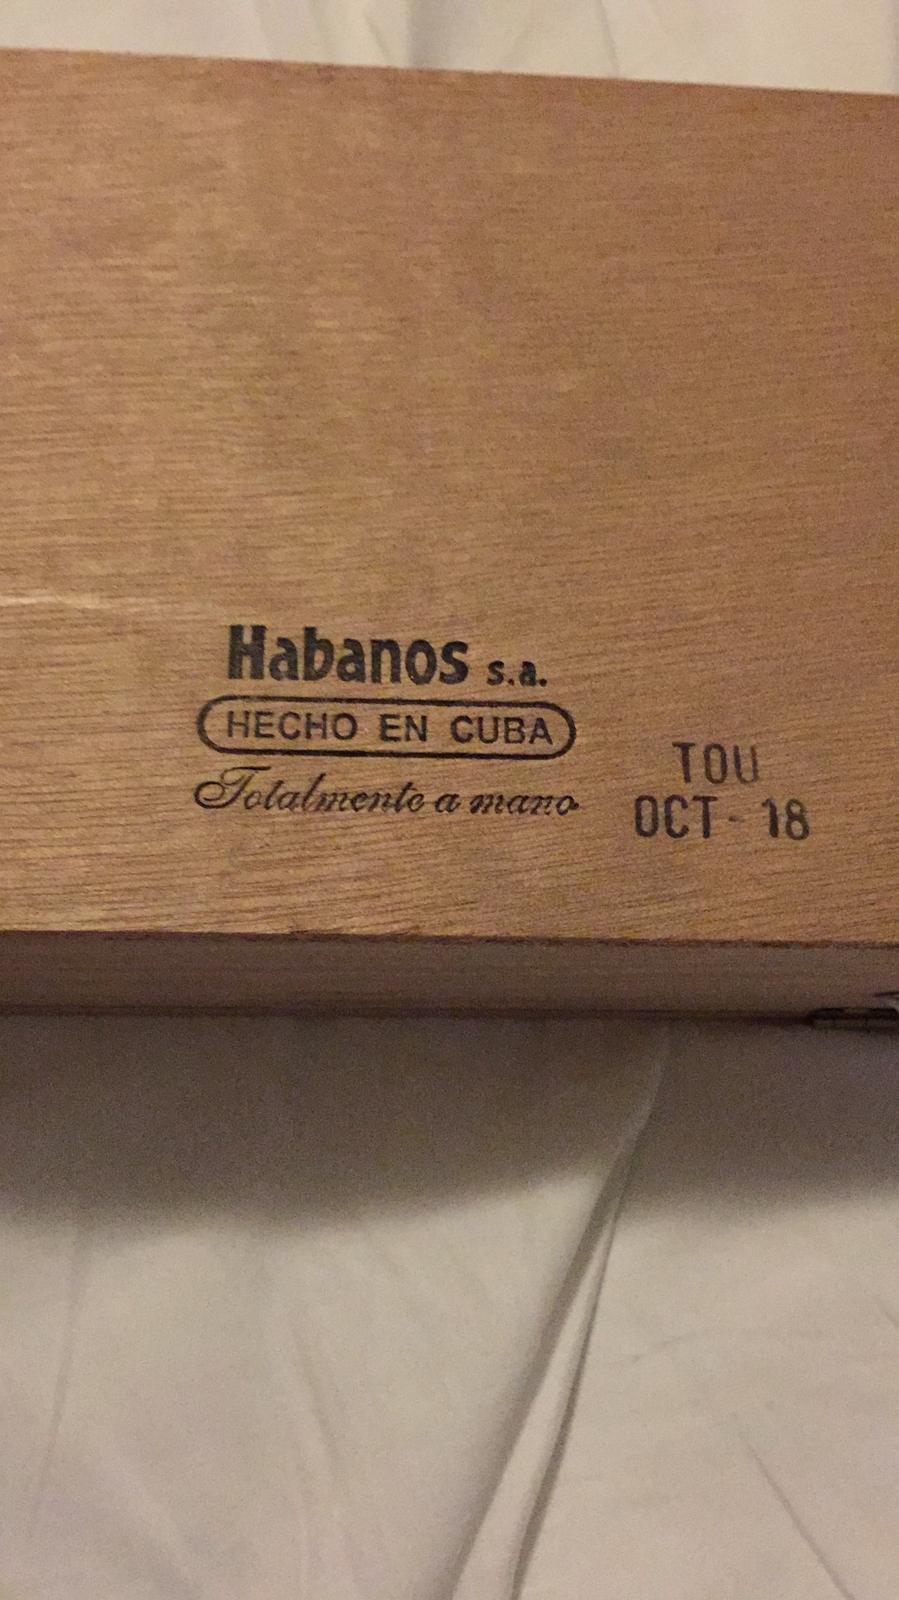 Habanos s.a.
HECHO EN CUBA
Totalmente a mano
TOU
OCT- 18